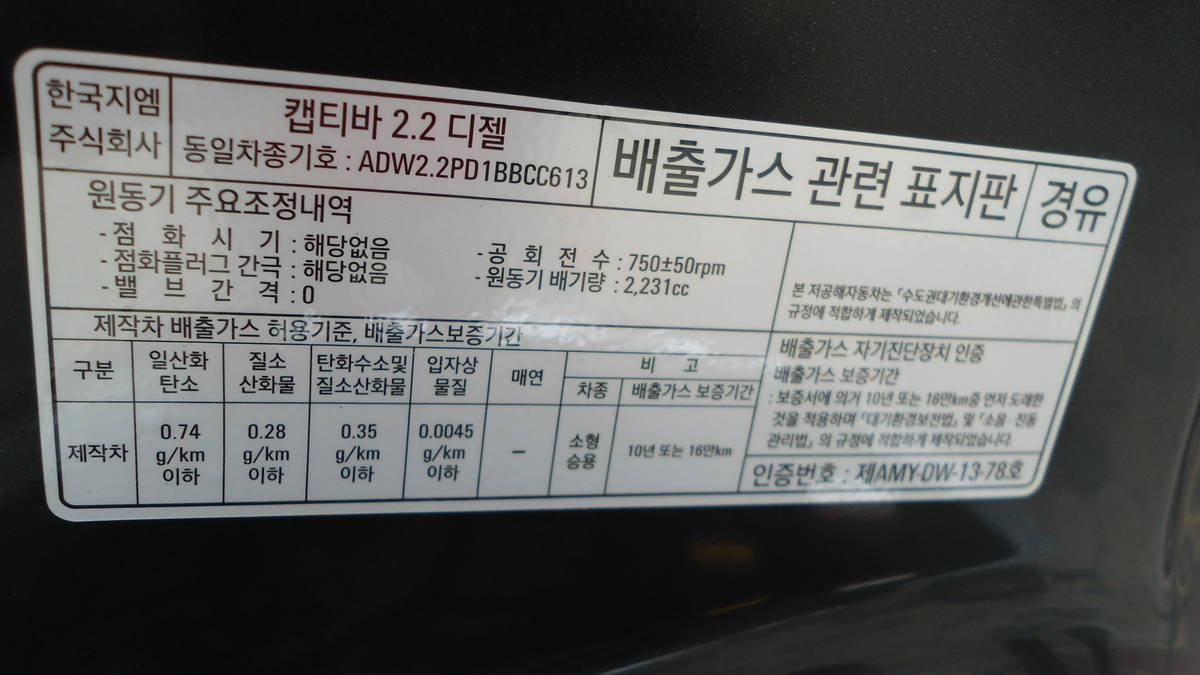 한국지엠
주식회사
캡티바 2.2 디젤
동일차종기호 : ADW2.2PD1BBCC613
배출가스 관련 표지판
경유
원동기 주요조정내역
- 점 화 시 기 : 해당없음
- 점화플러그 간극 : 해당없음
- 밸 브 간 격 : 0
- 공 회 전 수 : 750±50rpm
- 원동기 배기량 : 2,231cc
본 저공해자동차는 『수도권대기환경개선에관한특별법』의
규정에 적합하게 제작되었습니다.
제작차 배출가스 허용기준, 배출가스보증기간
구분
일산화
탄소
질소
산화물
탄화수소및
질소산화물
입자상
물질
매연
비 고
차종
배출가스 보증기간
제작차
0.74
g/km
이하
0.28
g/km
이하
0.35
g/km
이하
0.0045
g/km
이하
–
소형
승용
10년 또는 16만km
배출가스 자기진단장치 인증
배출가스 보증기간
: 보증서에 의거 10년 또는 16만km중 먼저 도래한
것을 적용하며 『대기환경보전법』 및 『소음·진동
관리법』의 규정에 적합하게 제작되었습니다.
인증번호 : 제AMY-DW-13-78호